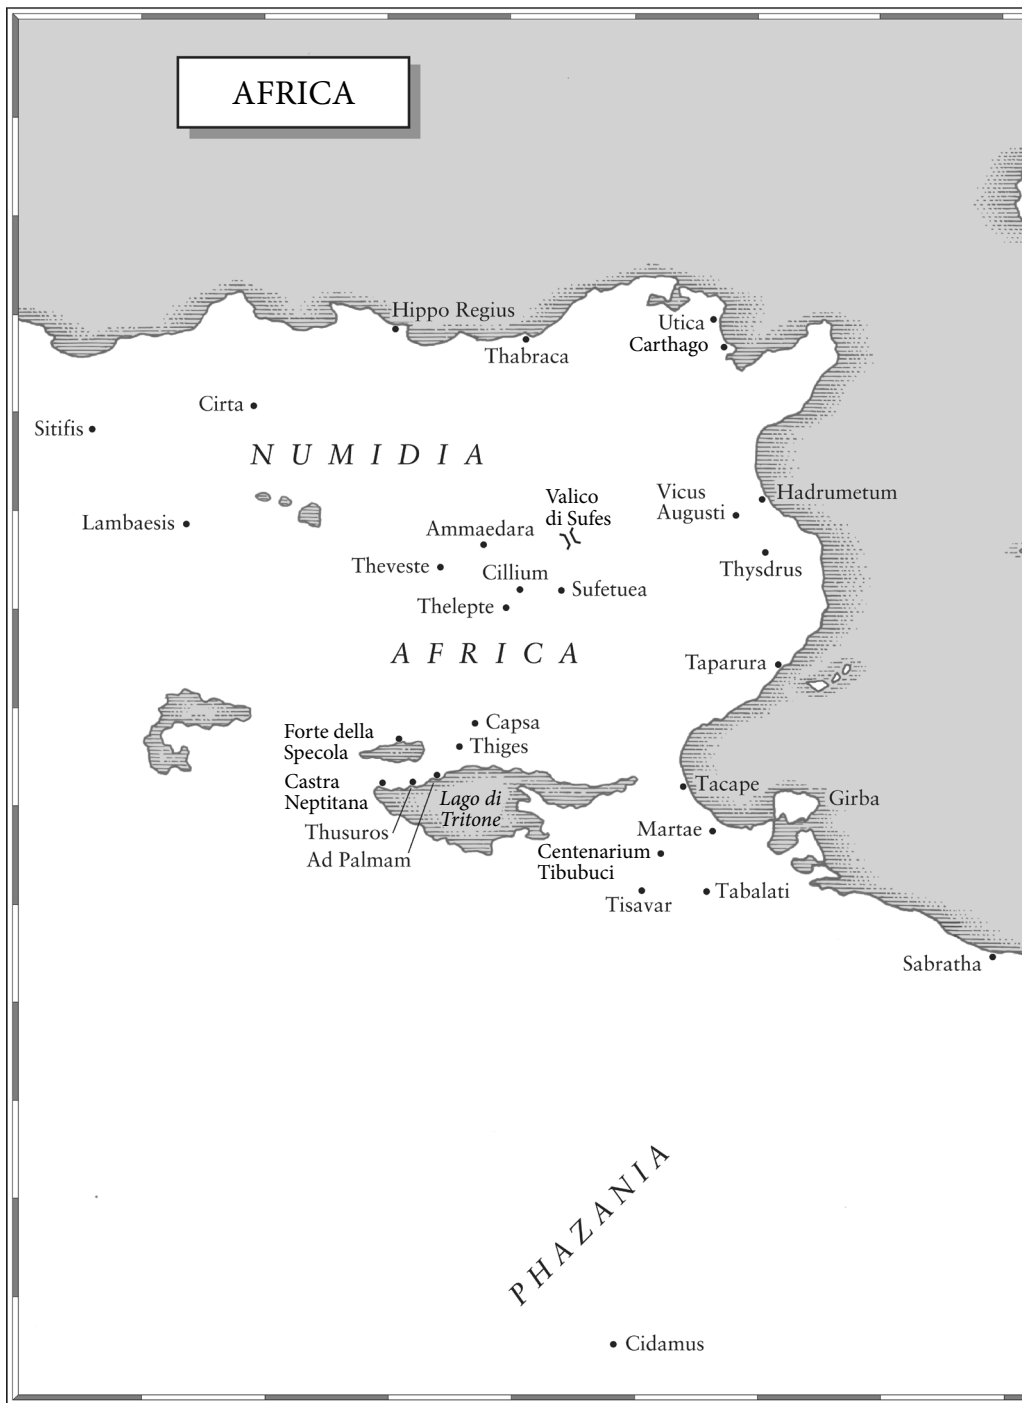 AFRICA
Hippo Regius
Thabraca
Utica
Carthago
Cirta
Sitifis
NUMIDIA
Lambaesis
Valico
di Sufes
Vicus
Augusti
Hadrumetum
Ammaedara
Theveste
Cillium
Sufetuea
Thysdrus
Thelepte
AFRICA
Taparura
Capsa
Thiges
Forte della
Specola
Castra
Neptitana
Lago di
Tritone
Tacape
Girba
Thusuros
Martae
Ad Palmam
Centenarium
Tibubuci
Tisavar
Tabalati
Sabratha
PHAZANIA
Cidamus